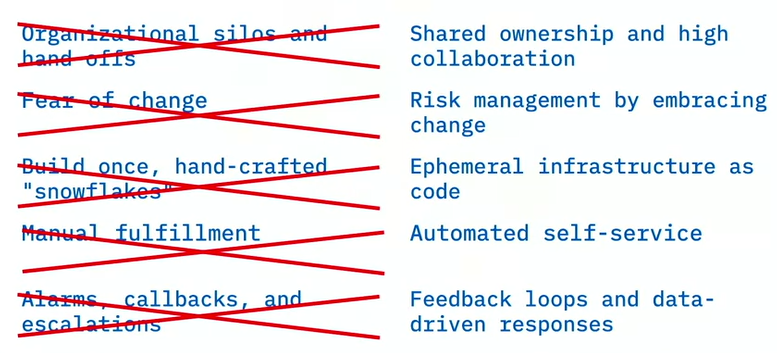 Organizational silos and
hand offs
Shared ownership and high
collaboration
Fear of change
Risk management by embracing
change
Build once, hand-crafted
"snowflakes"
Ephemeral infrastructure as
code
Manual fulfillment
Automated self-service
Alarms, callbacks, and
escalations
Feedback loops and data-
driven responses